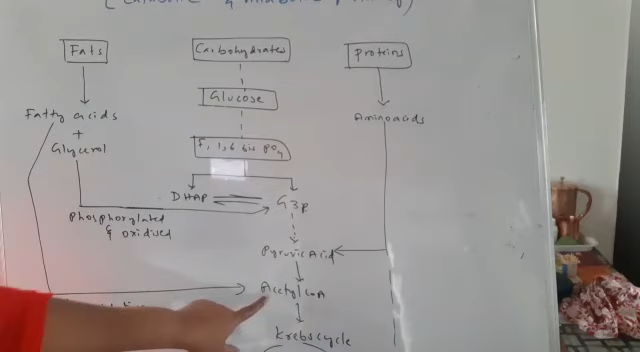 Fats
Carbohydrates
Proteins
Glucose
Fatty acids
+
Glycerol
Aminoacids
F, 1, 6 bis PO4
DHAP
G3P
Phosphorylated
& oxidised
Pyruvic Acid
Acetyl coA
Krebscycle